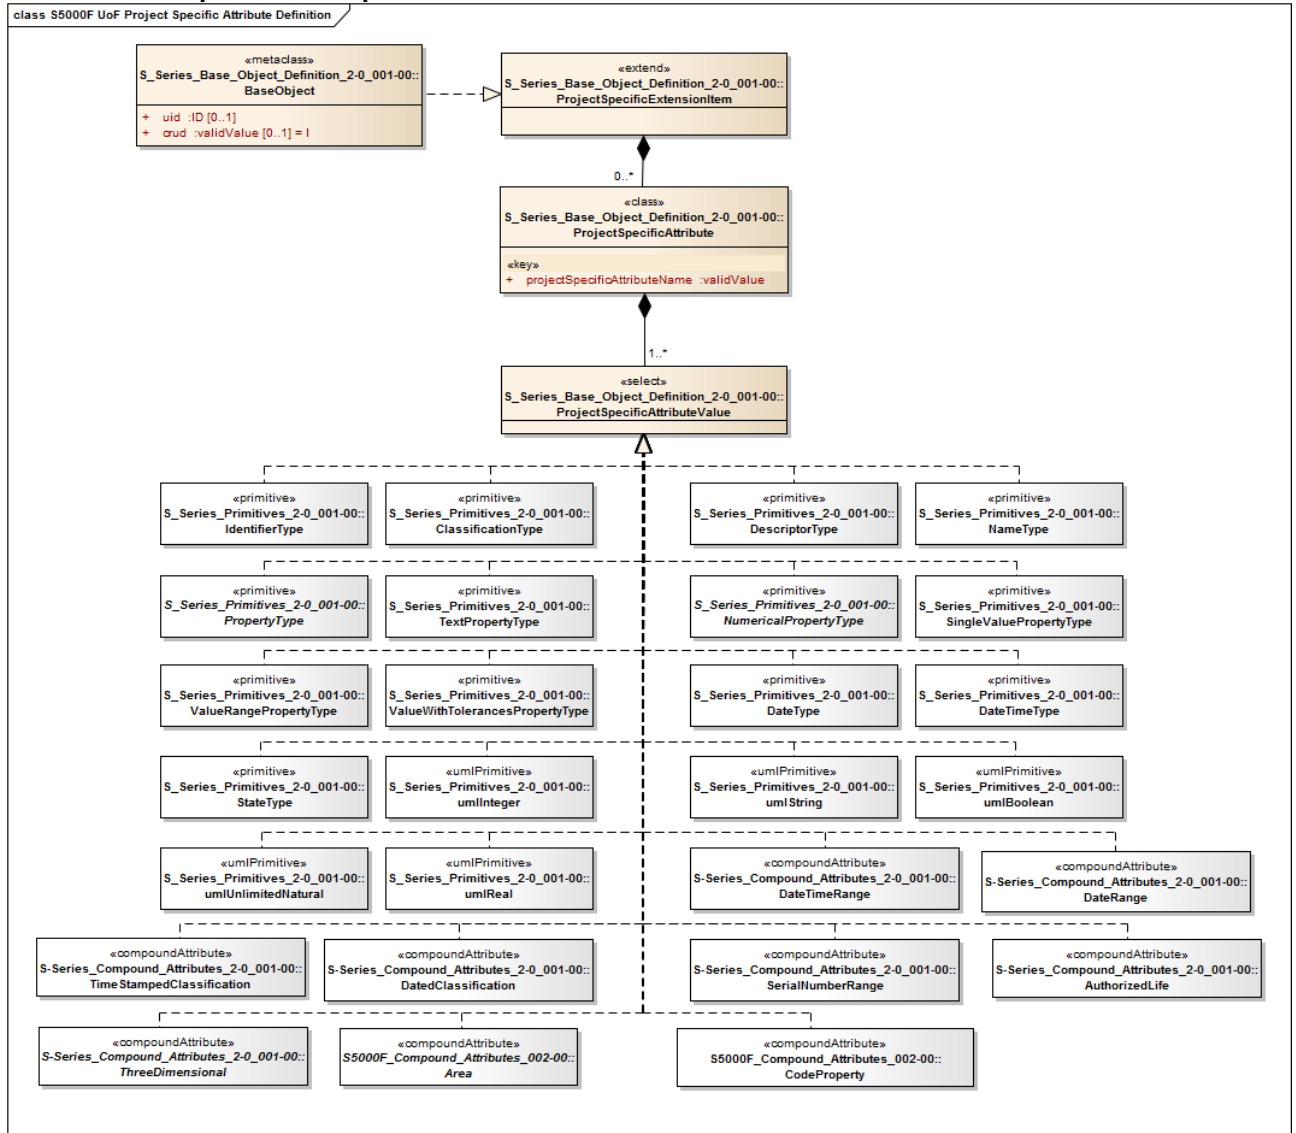 class S5000F UoF Project Specific Attribute Definition
«metaclass»
S_Series_Base_Object_Definition_2-0_001-00::
BaseObject
+ uid :ID [0..1]
+ crud :validValue [0..1] = I
«extend»
S_Series_Base_Object_Definition_2-0_001-00::
ProjectSpecificExtensionItem
0..*
«class»
S_Series_Base_Object_Definition_2-0_001-00::
ProjectSpecificAttribute
«key»
+ projectSpecificAttributeName :validValue
1..*
«select»
S_Series_Base_Object_Definition_2-0_001-00::
ProjectSpecificAttributeValue
«primitive»
S_Series_Primitives_2-0_001-00::
IdentifierType
«primitive»
S_Series_Primitives_2-0_001-00::
ClassificationType
«primitive»
S_Series_Primitives_2-0_001-00::
DescriptorType
«primitive»
S_Series_Primitives_2-0_001-00::
NameType
«primitive»
S_Series_Primitives_2-0_001-00::
PropertyType
«primitive»
S_Series_Primitives_2-0_001-00::
TextPropertyType
«primitive»
S_Series_Primitives_2-0_001-00::
NumericalPropertyType
«primitive»
S_Series_Primitives_2-0_001-00::
SingleValuePropertyType
«primitive»
S_Series_Primitives_2-0_001-00::
ValueRangePropertyType
«primitive»
S_Series_Primitives_2-0_001-00::
ValueWithTolerancesPropertyType
«primitive»
S_Series_Primitives_2-0_001-00::
DateType
«primitive»
S_Series_Primitives_2-0_001-00::
DateTimeType
«primitive»
S_Series_Primitives_2-0_001-00::
StateType
«umlPrimitive»
S_Series_Primitives_2-0_001-00::
umlInteger
«umlPrimitive»
S_Series_Primitives_2-0_001-00::
umlString
«umlPrimitive»
S_Series_Primitives_2-0_001-00::
umlBoolean
«umlPrimitive»
S_Series_Primitives_2-0_001-00::
umlUnlimitedNatural
«umlPrimitive»
S_Series_Primitives_2-0_001-00::
umlReal
«compoundAttribute»
S-Series_Compound_Attributes_2-0_001-00::
DateTimeRange
«compoundAttribute»
S-Series_Compound_Attributes_2-0_001-00::
DateRange
«compoundAttribute»
S-Series_Compound_Attributes_2-0_001-00::
TimeStampedClassification
«compoundAttribute»
S-Series_Compound_Attributes_2-0_001-00::
DatedClassification
«compoundAttribute»
S-Series_Compound_Attributes_2-0_001-00::
SerialNumberRange
«compoundAttribute»
S-Series_Compound_Attributes_2-0_001-00::
AuthorizedLife
«compoundAttribute»
S-Series_Compound_Attributes_2-0_001-00::
ThreeDimensional
«compoundAttribute»
S5000F_Compound_Attributes_002-00::
Area
«compoundAttribute»
S5000F_Compound_Attributes_002-00::
CodeProperty